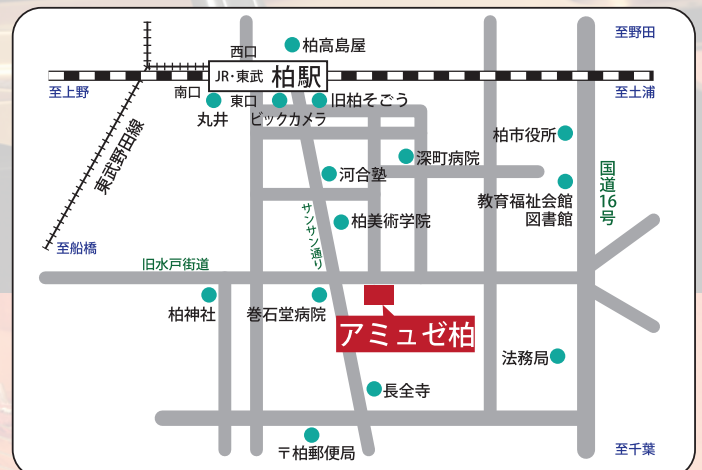 至野田
西口
柏高島屋
JR・東武 柏駅
至上野
南口
東口
旧柏そごう
至土浦
丸井
ビックカメラ
東武野田線
柏市役所
深町病院
河合塾
国道16号
教育福祉会館
図書館
サンサン通り
柏美術学院
至船橋
旧水戸街道
柏神社
巻石堂病院
アミュゼ柏
法務局
長全寺
〒柏郵便局
至千葉